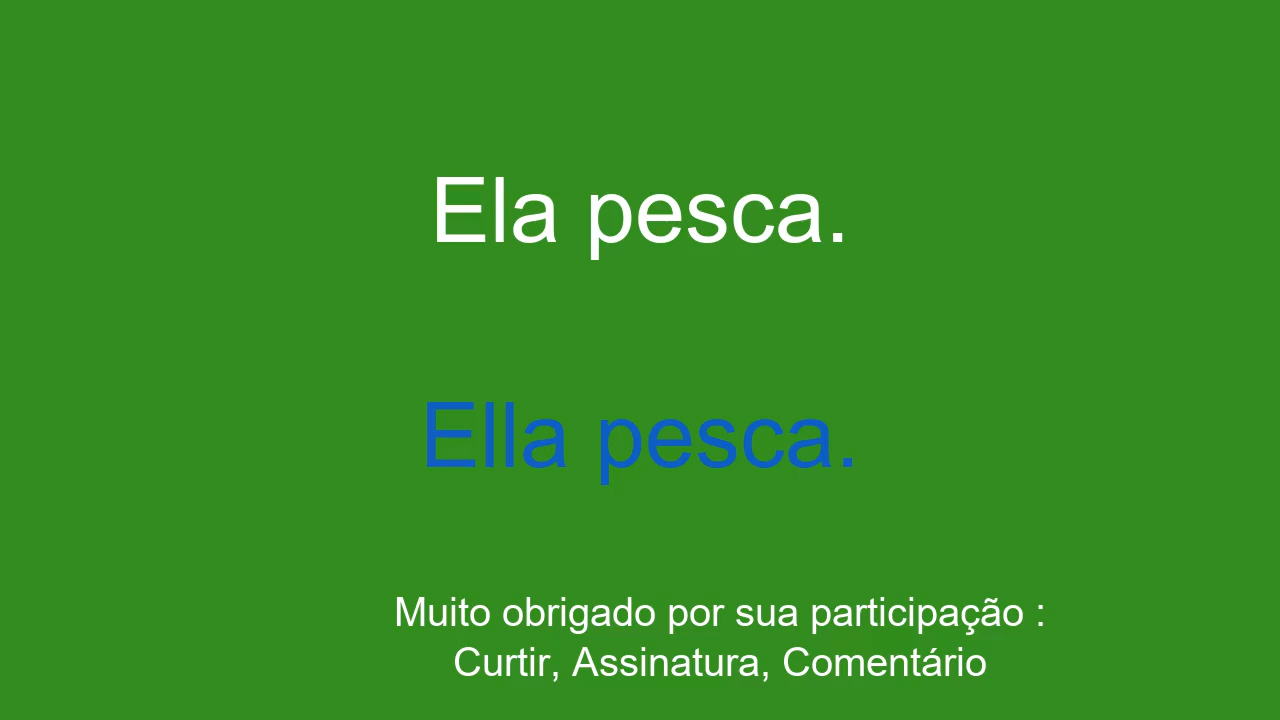 Ela pesca.
Ella pesca.
Muito obrigado por sua participação :
Curtir, Assinatura, Comentário